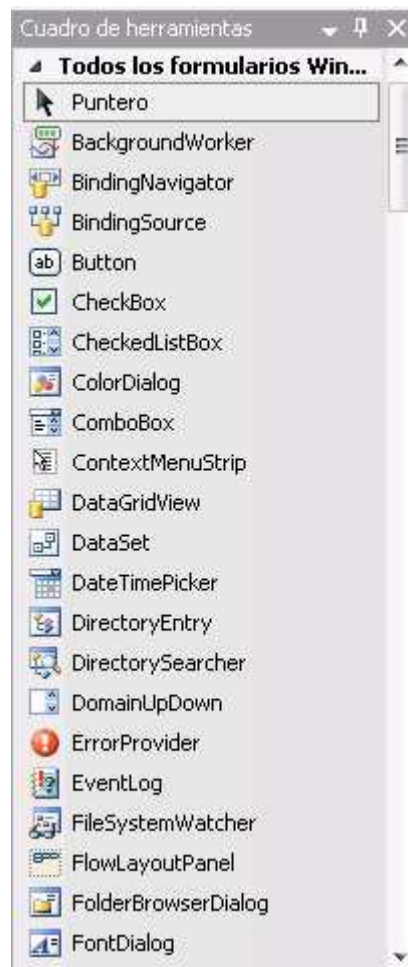 Cuadro de herramientas
Todos los formularios Win...
Puntero
BackgroundWorker
BindingNavigator
BindingSource
ab Button
CheckBox
CheckedListBox
ColorDialog
ComboBox
ContextMenuStrip
DataGridView
DataSet
DateTimePicker
DirectoryEntry
DirectorySearcher
DomainUpDown
ErrorProvider
EventLog
FileSystemWatcher
FlowLayoutPanel
FolderBrowserDialog
FontDialog